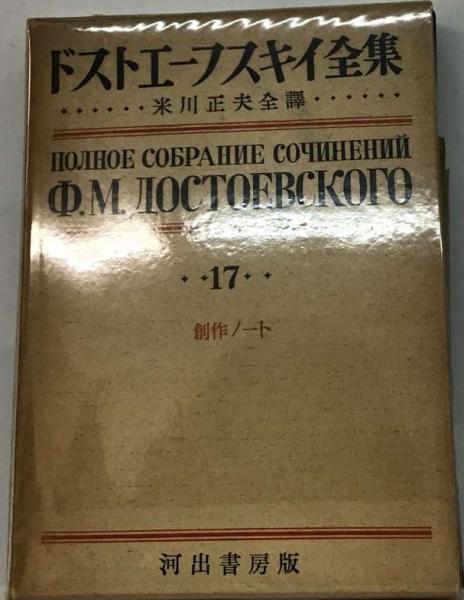 ドストエーフスキイ全集
······米川正夫全譯······
ПОЛНОЕ СОБРАНИЕ СОЧИНЕНИЙ
Ф.М. ДОСТОЕВСКОГО
17
創作ノート
河出書房版